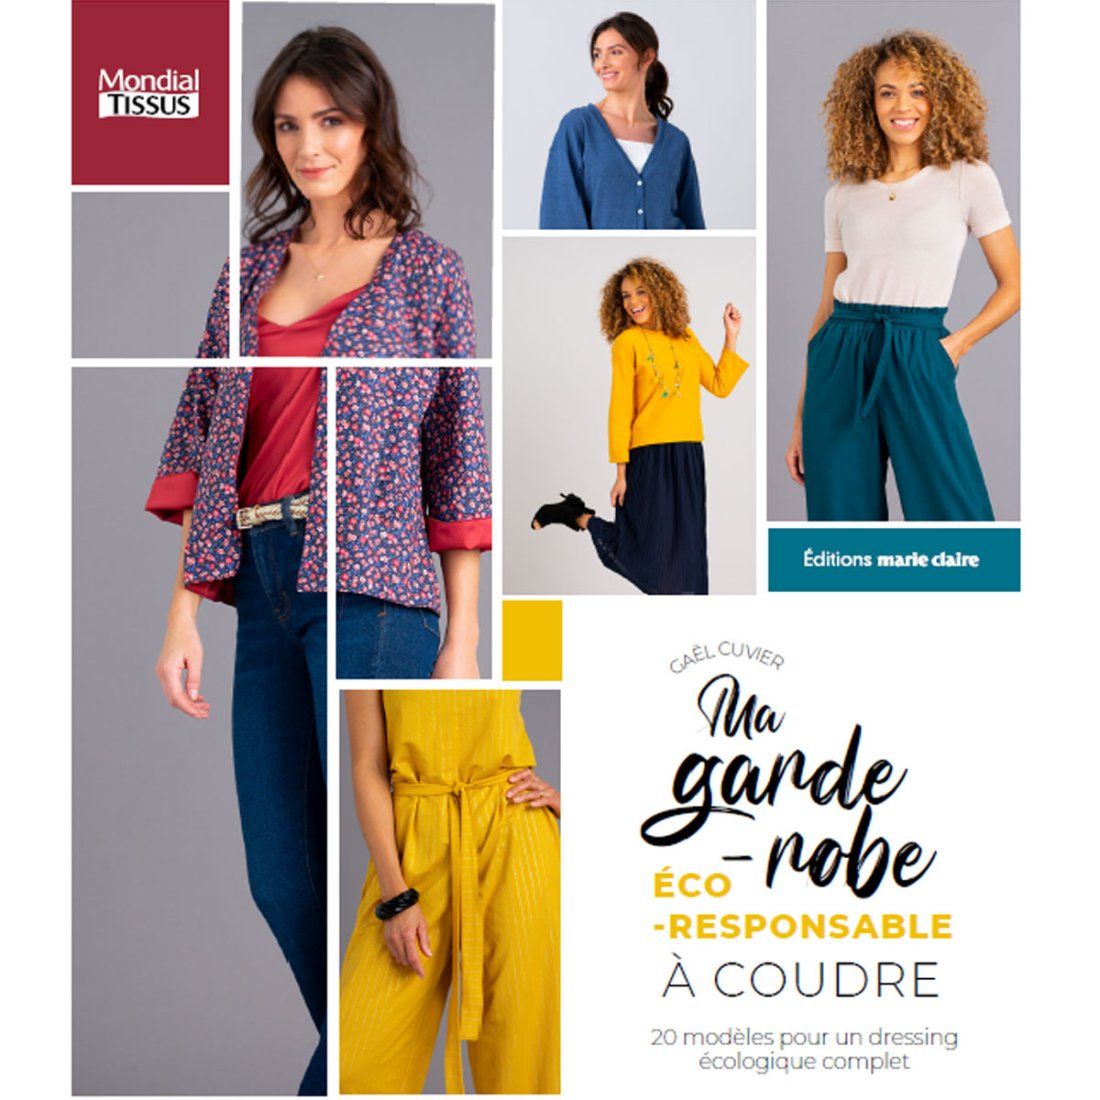 Mondial
TISSUS
Éditions marie claire
GAËL CUVIER
Ma
garde
-robe
ÉCO
-RESPONSABLE
À COUDRE
20 modèles pour un dressing
écologique complet